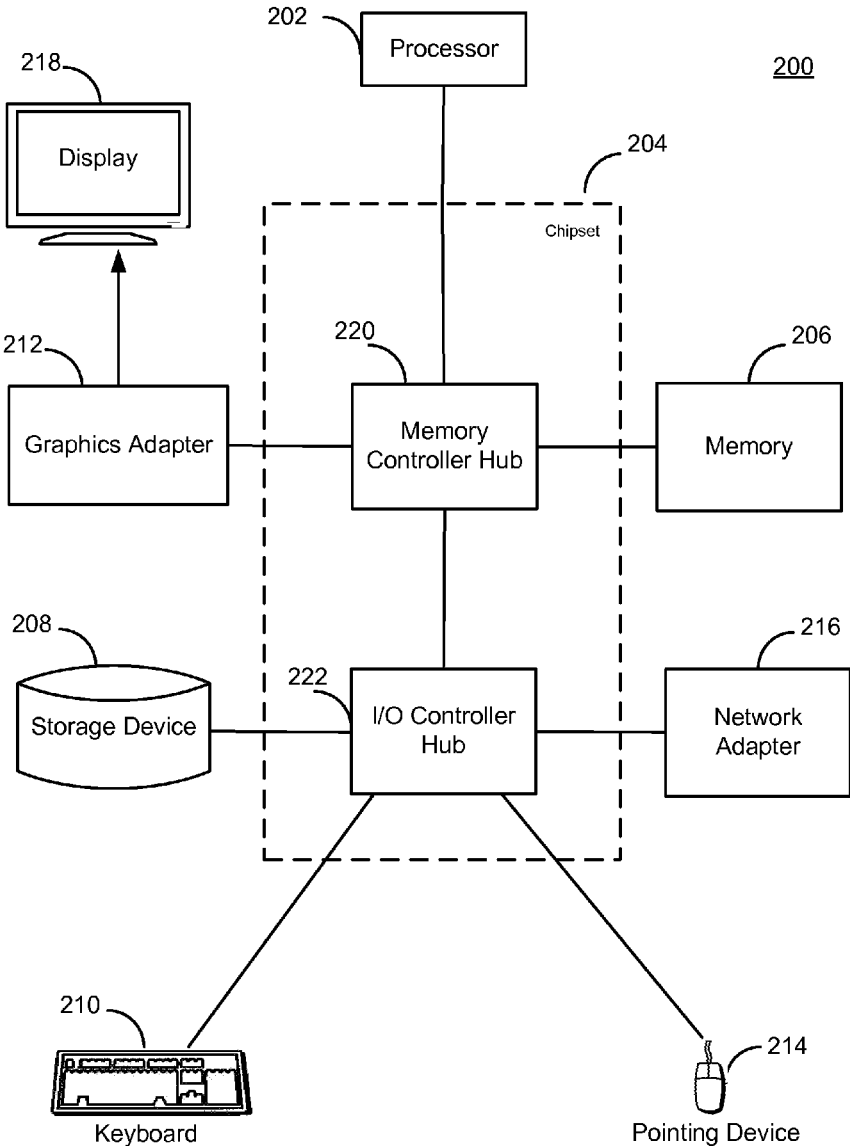 202
Processor
200
218
Display
204
Chipset
212
Graphics Adapter
220
Memory
Controller Hub
206
Memory
208
Storage Device
222
I/O Controller
Hub
216
Network
Adapter
210
Keyboard
214
Pointing Device